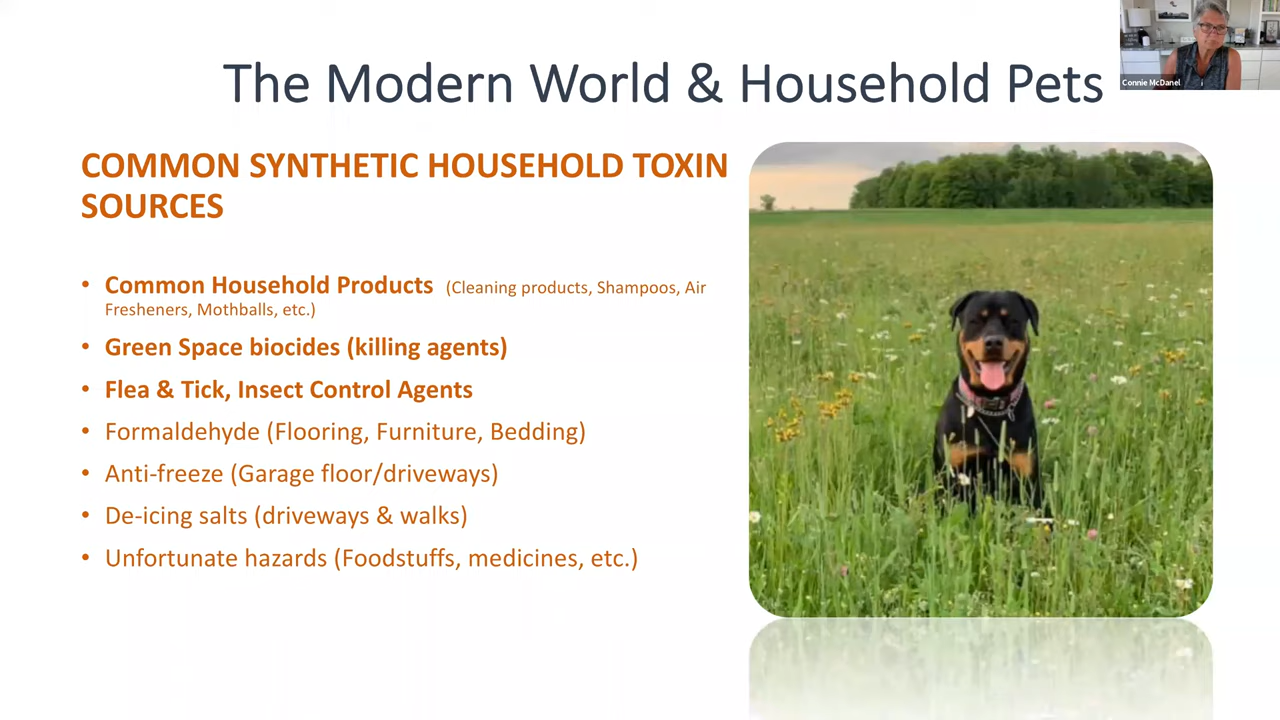 The Modern World & Household Pets
Connie McDanel
COMMON SYNTHETIC HOUSEHOLD TOXIN
SOURCES
• Common Household Products (Cleaning products, Shampoos, Air
Fresheners, Mothballs, etc.)
• Green Space biocides (killing agents)
• Flea & Tick, Insect Control Agents
• Formaldehyde (Flooring, Furniture, Bedding)
• Anti-freeze (Garage floor/driveways)
• De-icing salts (driveways & walks)
• Unfortunate hazards (Foodstuffs, medicines, etc.)